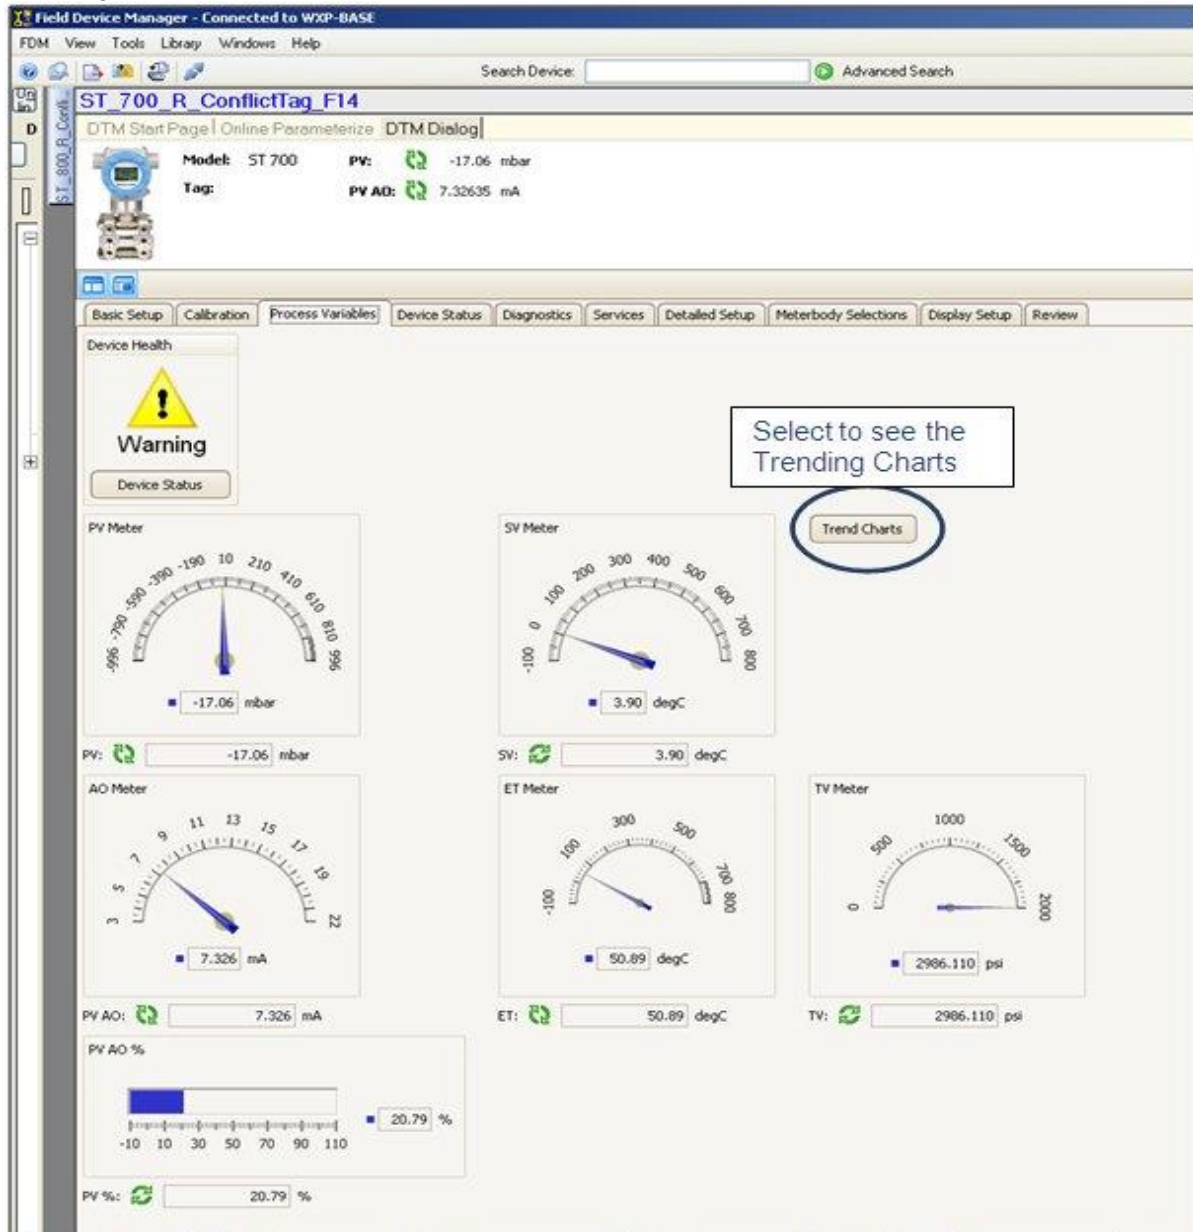 Field Device Manager - Connected to WXP-BASE
FDM View Tools Library Windows Help
Search Device: Advanced Search
ST_700_R_ConflictTag_F14
DTM Start Page Online Parameterize DTM Dialog
Model: ST 700 PV: -17.06 mbar
Tag: PV AO: 7.32635 mA
Basic Setup Calibration Process Variables Device Status Diagnostics Services Detailed Setup Meterbody Selections Display Setup Review
Device Health
Warning
Device Status
Select to see the
Trending Charts
Trend Charts
PV Meter
-996 -790 -590 -390 -190 10 210 410 610 810 996
-17.06 mbar
PV: -17.06 mbar
SV Meter
-100 0 100 200 300 400 500 600 700 800
3.90 degC
SV: 3.90 degC
AO Meter
3 5 7 9 11 13 15 17 19 22
7.326 mA
PV AO: 7.326 mA
ET Meter
-100 100 300 500 700 800
50.89 degC
ET: 50.89 degC
TV Meter
0 500 1000 1500 2000
2986.110 psi
TV: 2986.110 psi
PV AO %
-10 10 30 50 70 90 110
20.79 %
PV %: 20.79 %